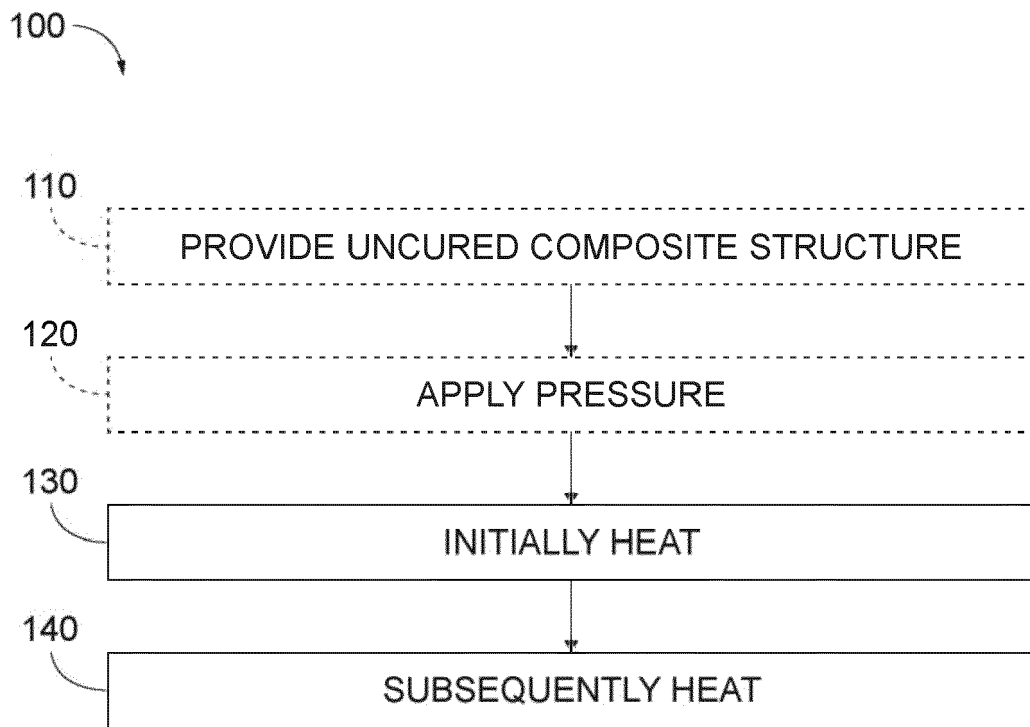 100
110
PROVIDE UNCURED COMPOSITE STRUCTURE
120
APPLY PRESSURE
130
INITIALLY HEAT
140
SUBSEQUENTLY HEAT